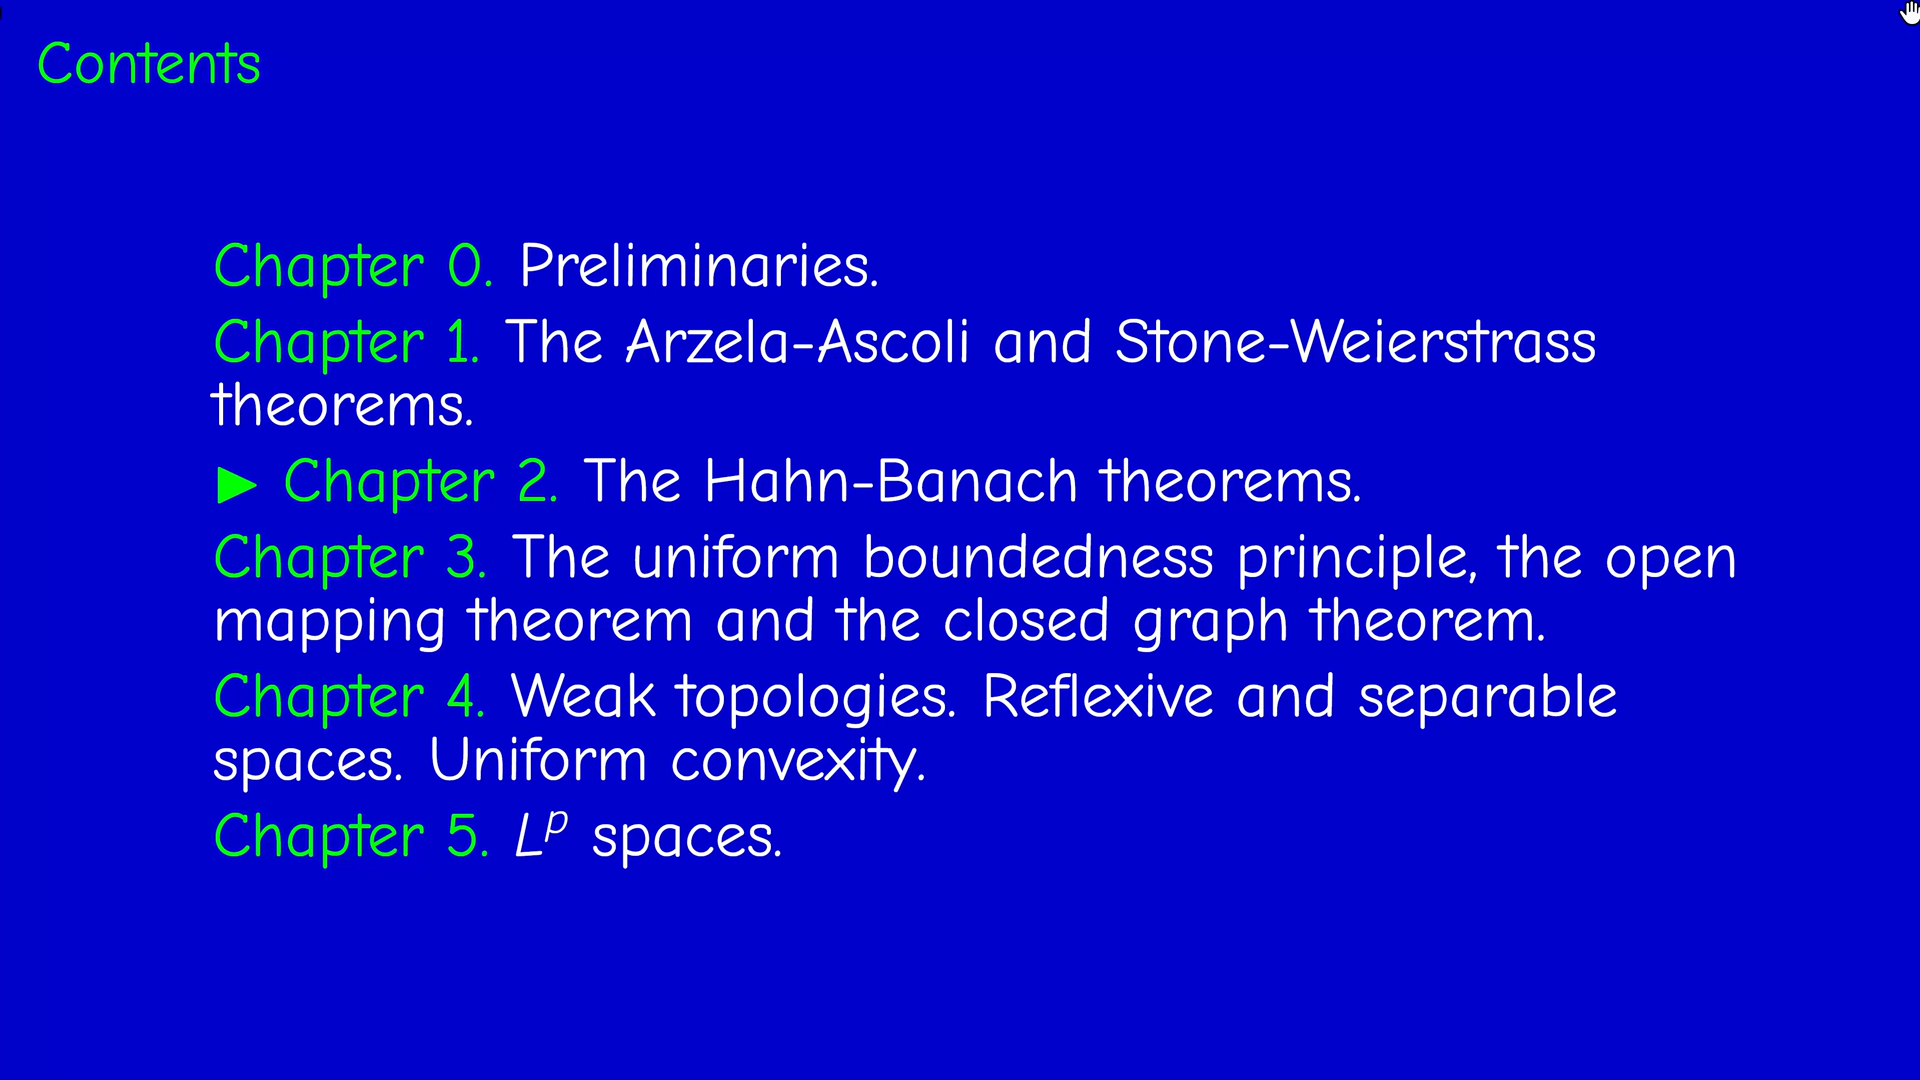 Contents
Chapter 0. Preliminaries.
Chapter 1. The Arzela-Ascoli and Stone-Weierstrass
theorems.
▶ Chapter 2. The Hahn-Banach theorems.
Chapter 3. The uniform boundedness principle, the open
mapping theorem and the closed graph theorem.
Chapter 4. Weak topologies. Reflexive and separable
spaces. Uniform convexity.
Chapter 5. L^p spaces.